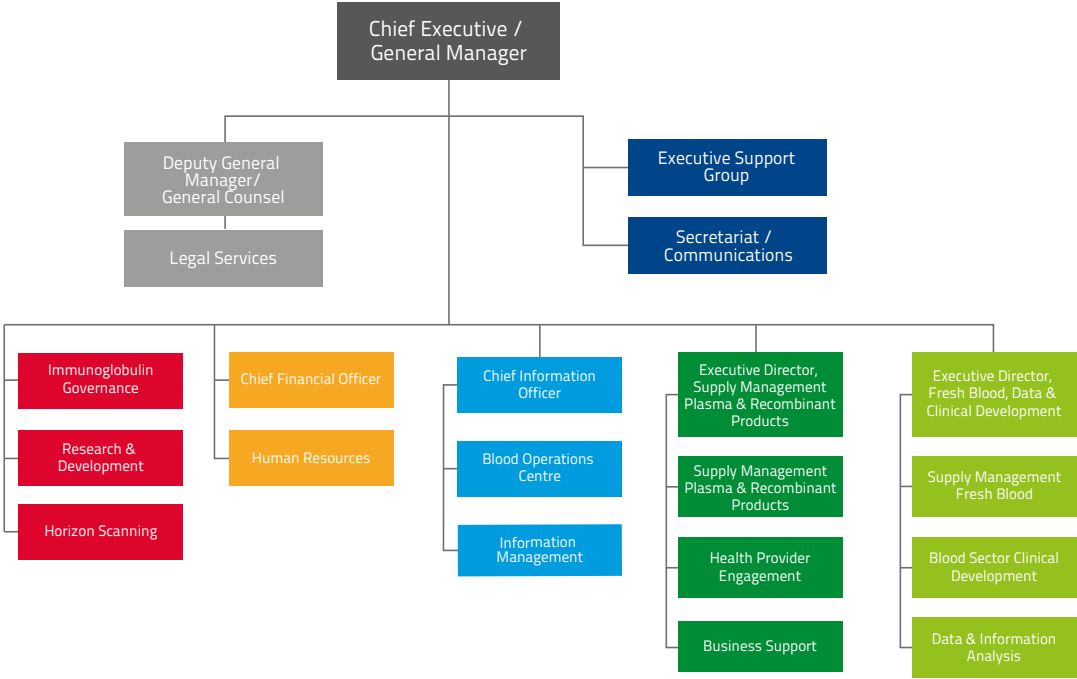 Chief Executive /
General Manager
Deputy General
Manager/
General Counsel
Legal Services
Executive Support
Group
Secretariat /
Communications
Immunoglobulin
Governance
Research &
Development
Horizon Scanning
Chief Financial Officer
Human Resources
Chief Information
Officer
Blood Operations
Centre
Information
Management
Executive Director,
Supply Management
Plasma & Recombinant
Products
Supply Management
Plasma & Recombinant
Products
Health Provider
Engagement
Business Support
Executive Director,
Fresh Blood, Data &
Clinical Development
Supply Management
Fresh Blood
Blood Sector Clinical
Development
Data & Information
Analysis